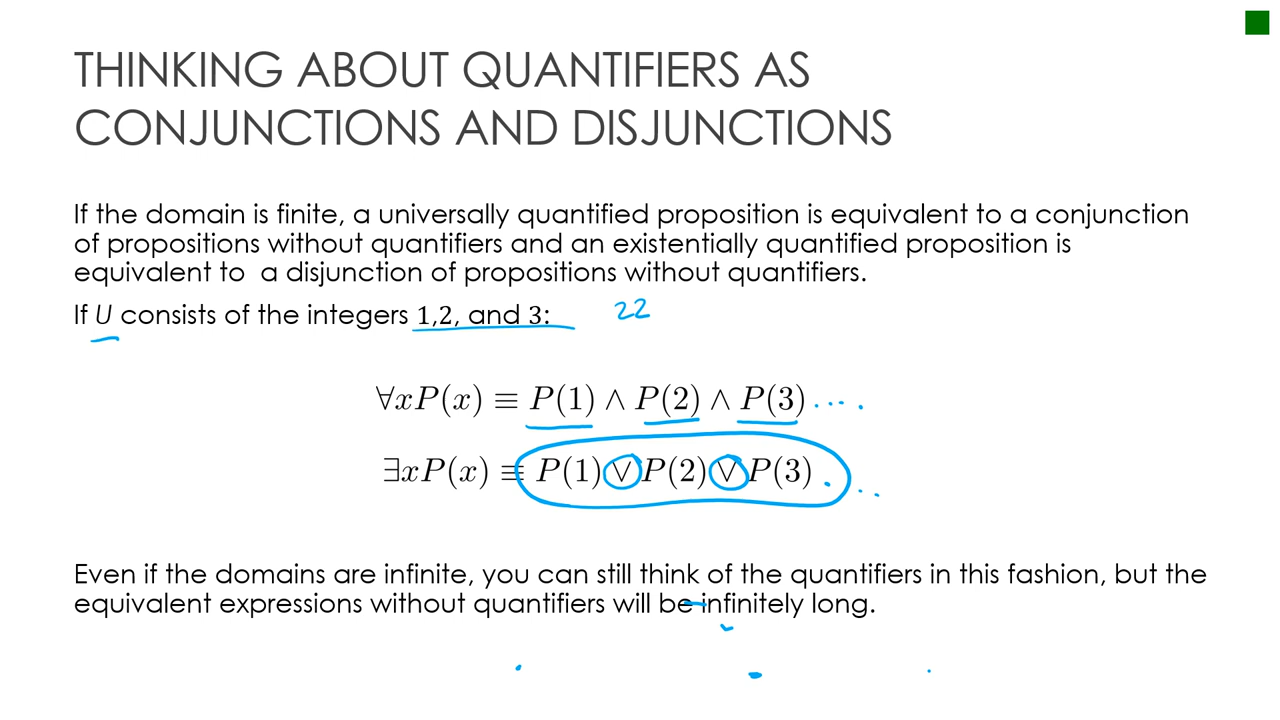 THINKING ABOUT QUANTIFIERS AS
CONJUNCTIONS AND DISJUNCTIONS
If the domain is finite, a universally quantified proposition is equivalent to a conjunction
of propositions without quantifiers and an existentially quantified proposition is
equivalent to a disjunction of propositions without quantifiers.
If U consists of the integers 1,2, and 3: 22
∀xP(x) ≡ P(1) ∧ P(2) ∧ P(3) ....
∃xP(x) ≡ P(1) ∨ P(2) ∨ P(3) ...
Even if the domains are infinite, you can still think of the quantifiers in this fashion, but the
equivalent expressions without quantifiers will be infinitely long.